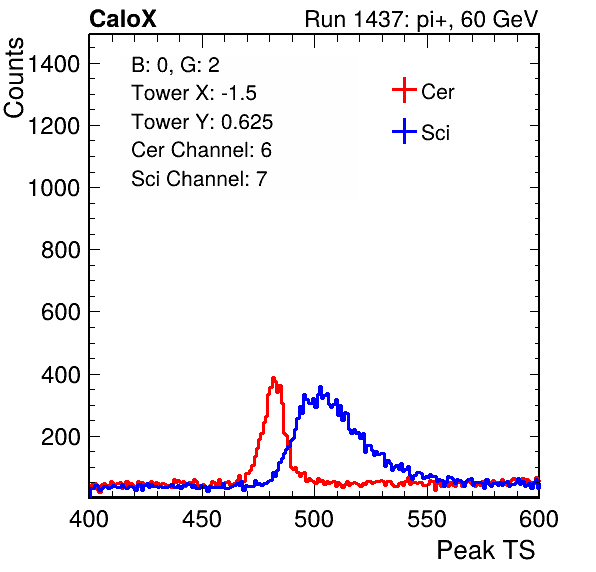 CaloX
Run 1437: pi+, 60 GeV
Counts
1400
1200
1000
800
600
400
200
B: 0, G: 2
Tower X: -1.5
Tower Y: 0.625
Cer Channel: 6
Sci Channel: 7
Cer
Sci
400 450 500 550 600
Peak TS